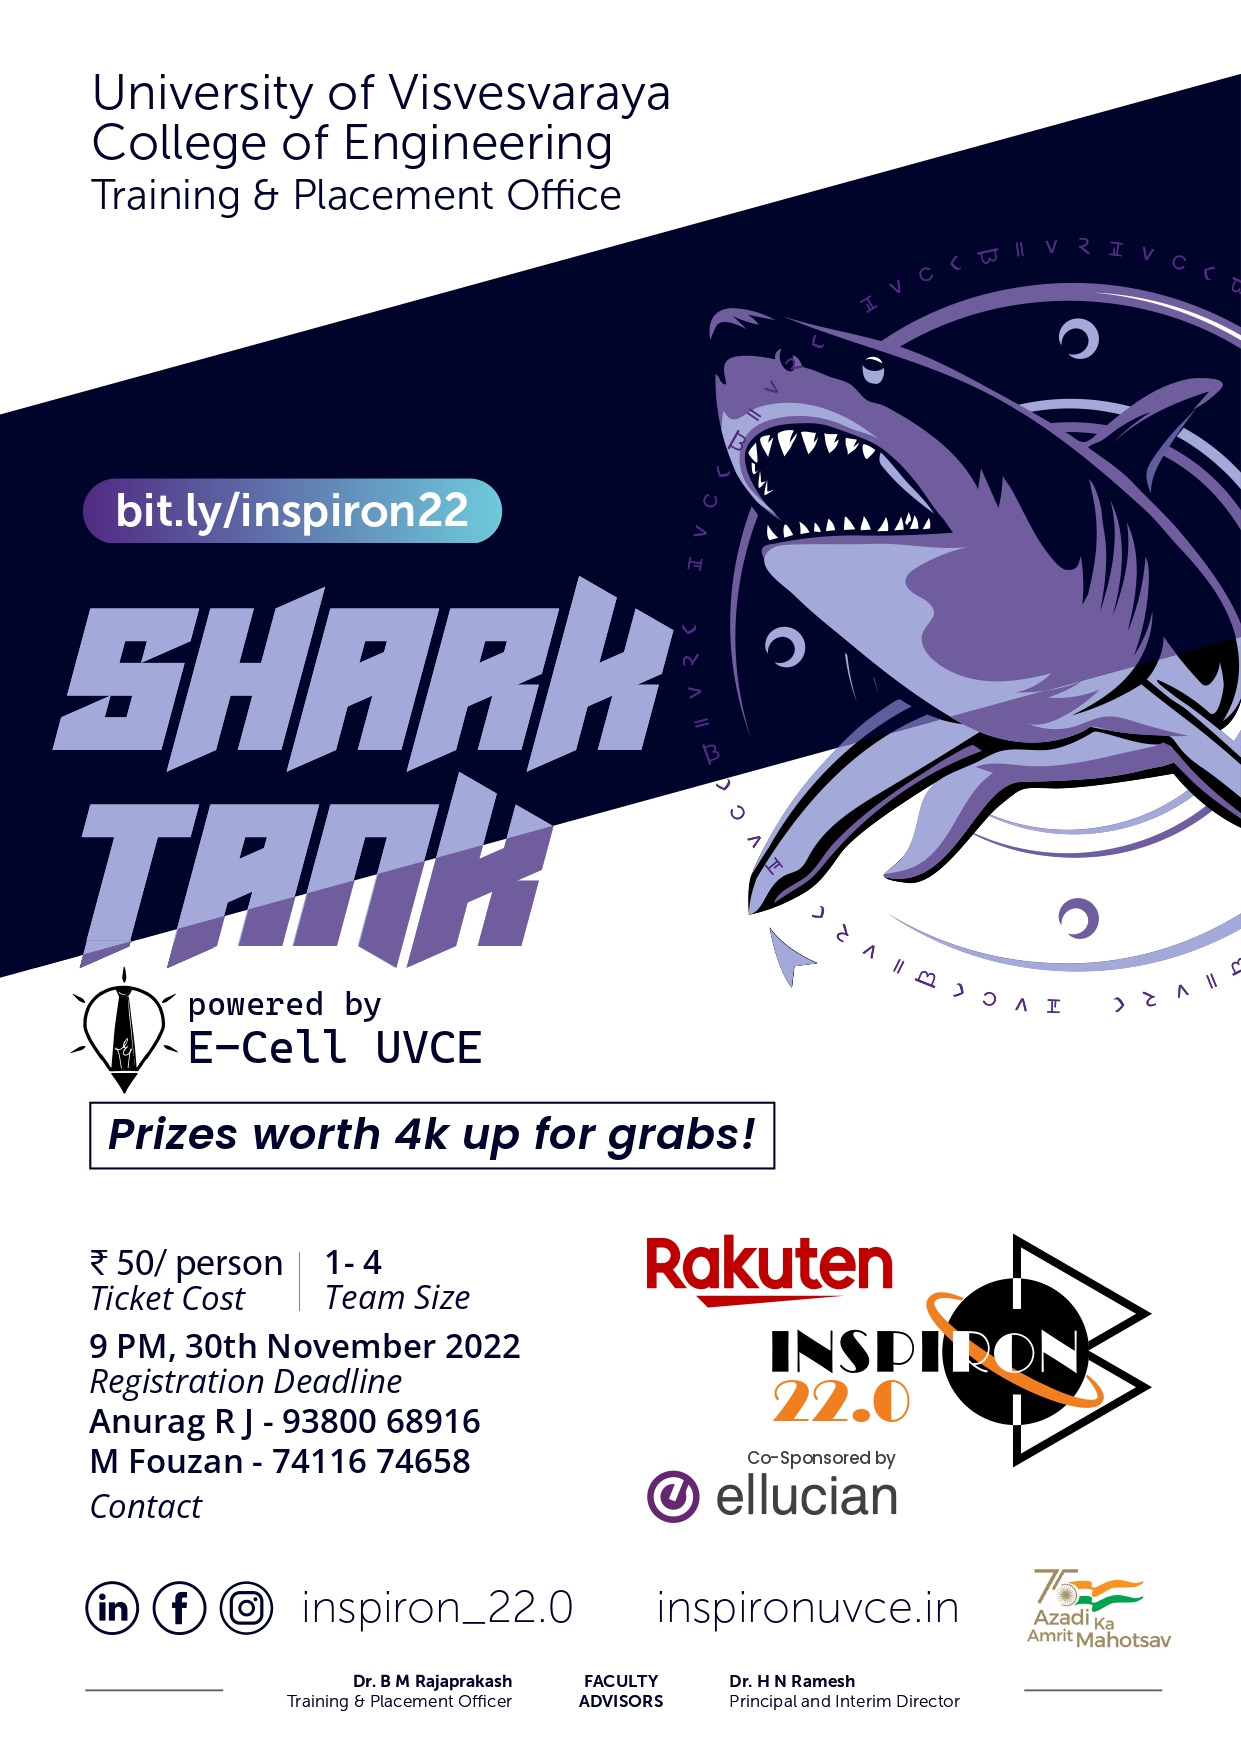 University of Visvesvaraya
College of Engineering
Training & Placement Office
bit.ly/inspiron22
SHARK
TANK
powered by
E-Cell UVCE
Prizes worth 4k up for grabs!
₹ 50/ person
Ticket Cost
1- 4
Team Size
9 PM, 30th November 2022
Registration Deadline
Anurag R J - 93800 68916
M Fouzan - 74116 74658
Contact
Rakuten
INSPIRON
22.0
Co-Sponsored by
ellucian
inspiron_22.0
inspironuvce.in
75
Azadi Ka
Amrit Mahotsav
Dr. B M Rajaprakash
Training & Placement Officer
FACULTY
ADVISORS
Dr. H N Ramesh
Principal and Interim Director